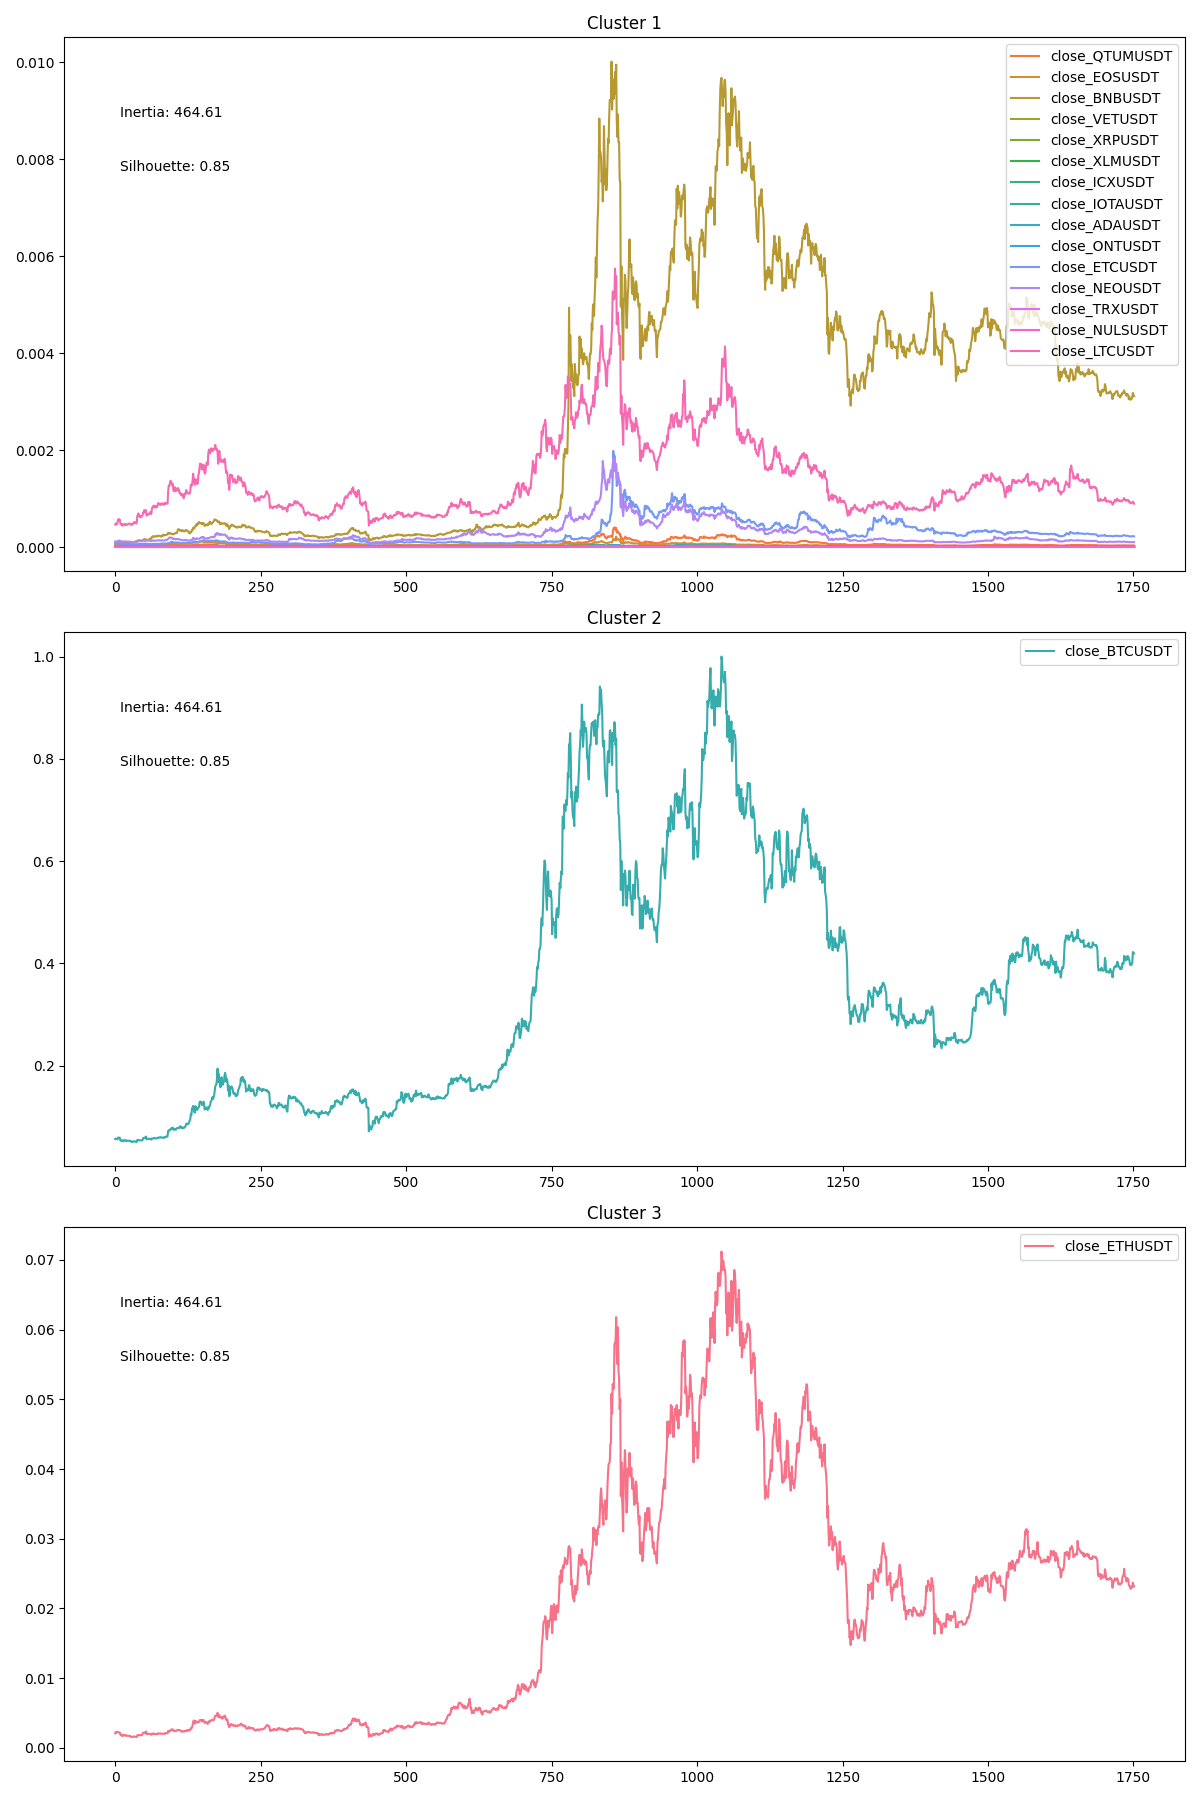 Cluster 1
0.010
0.008
0.006
0.004
0.002
0.000
Inertia: 464.61
Silhouette: 0.85
close_QTUMUSDT
close_EOSUSDT
close_BNBUSDT
close_VETUSDT
close_XRPUSDT
close_XLMUSDT
close_ICXUSDT
close_IOTAUSDT
close_ADAUSDT
close_ONTUSDT
close_ETCUSDT
close_NEOUSDT
close_TRXUSDT
close_NULSUSDT
close_LTCUSDT
0 250 500 750 1000 1250 1500 1750
Cluster 2
1.0
0.8
0.6
0.4
0.2
Inertia: 464.61
Silhouette: 0.85
close_BTCUSDT
0 250 500 750 1000 1250 1500 1750
Cluster 3
0.07
0.06
0.05
0.04
0.03
0.02
0.01
0.00
Inertia: 464.61
Silhouette: 0.85
close_ETHUSDT
0 250 500 750 1000 1250 1500 1750